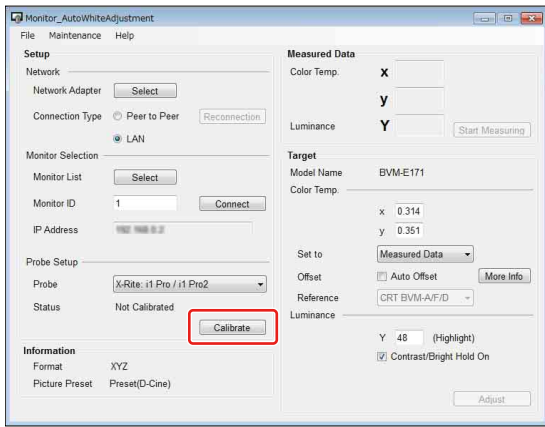 Monitor_AutoWhiteAdjustment
File Maintenance Help
Setup
Network
Network Adapter Select
Connection Type Peer to Peer Reconnection
LAN
Monitor Selection
Monitor List Select
Monitor ID 1 Connect
IP Address
Probe Setup
Probe X-Rite: i1 Pro / i1 Pro2
Status Not Calibrated
Calibrate
Information
Format XYZ
Picture Preset Preset(D-Cine)
Measured Data
Color Temp. x
y
Luminance Y Start Measuring
Target
Model Name BVM-E171
Color Temp.
x 0.314
y 0.351
Set to Measured Data
Offset Auto Offset More Info
Reference CRT BVM-A/F/D
Luminance
Y 48 (Highlight)
Contrast/Bright Hold On
Adjust